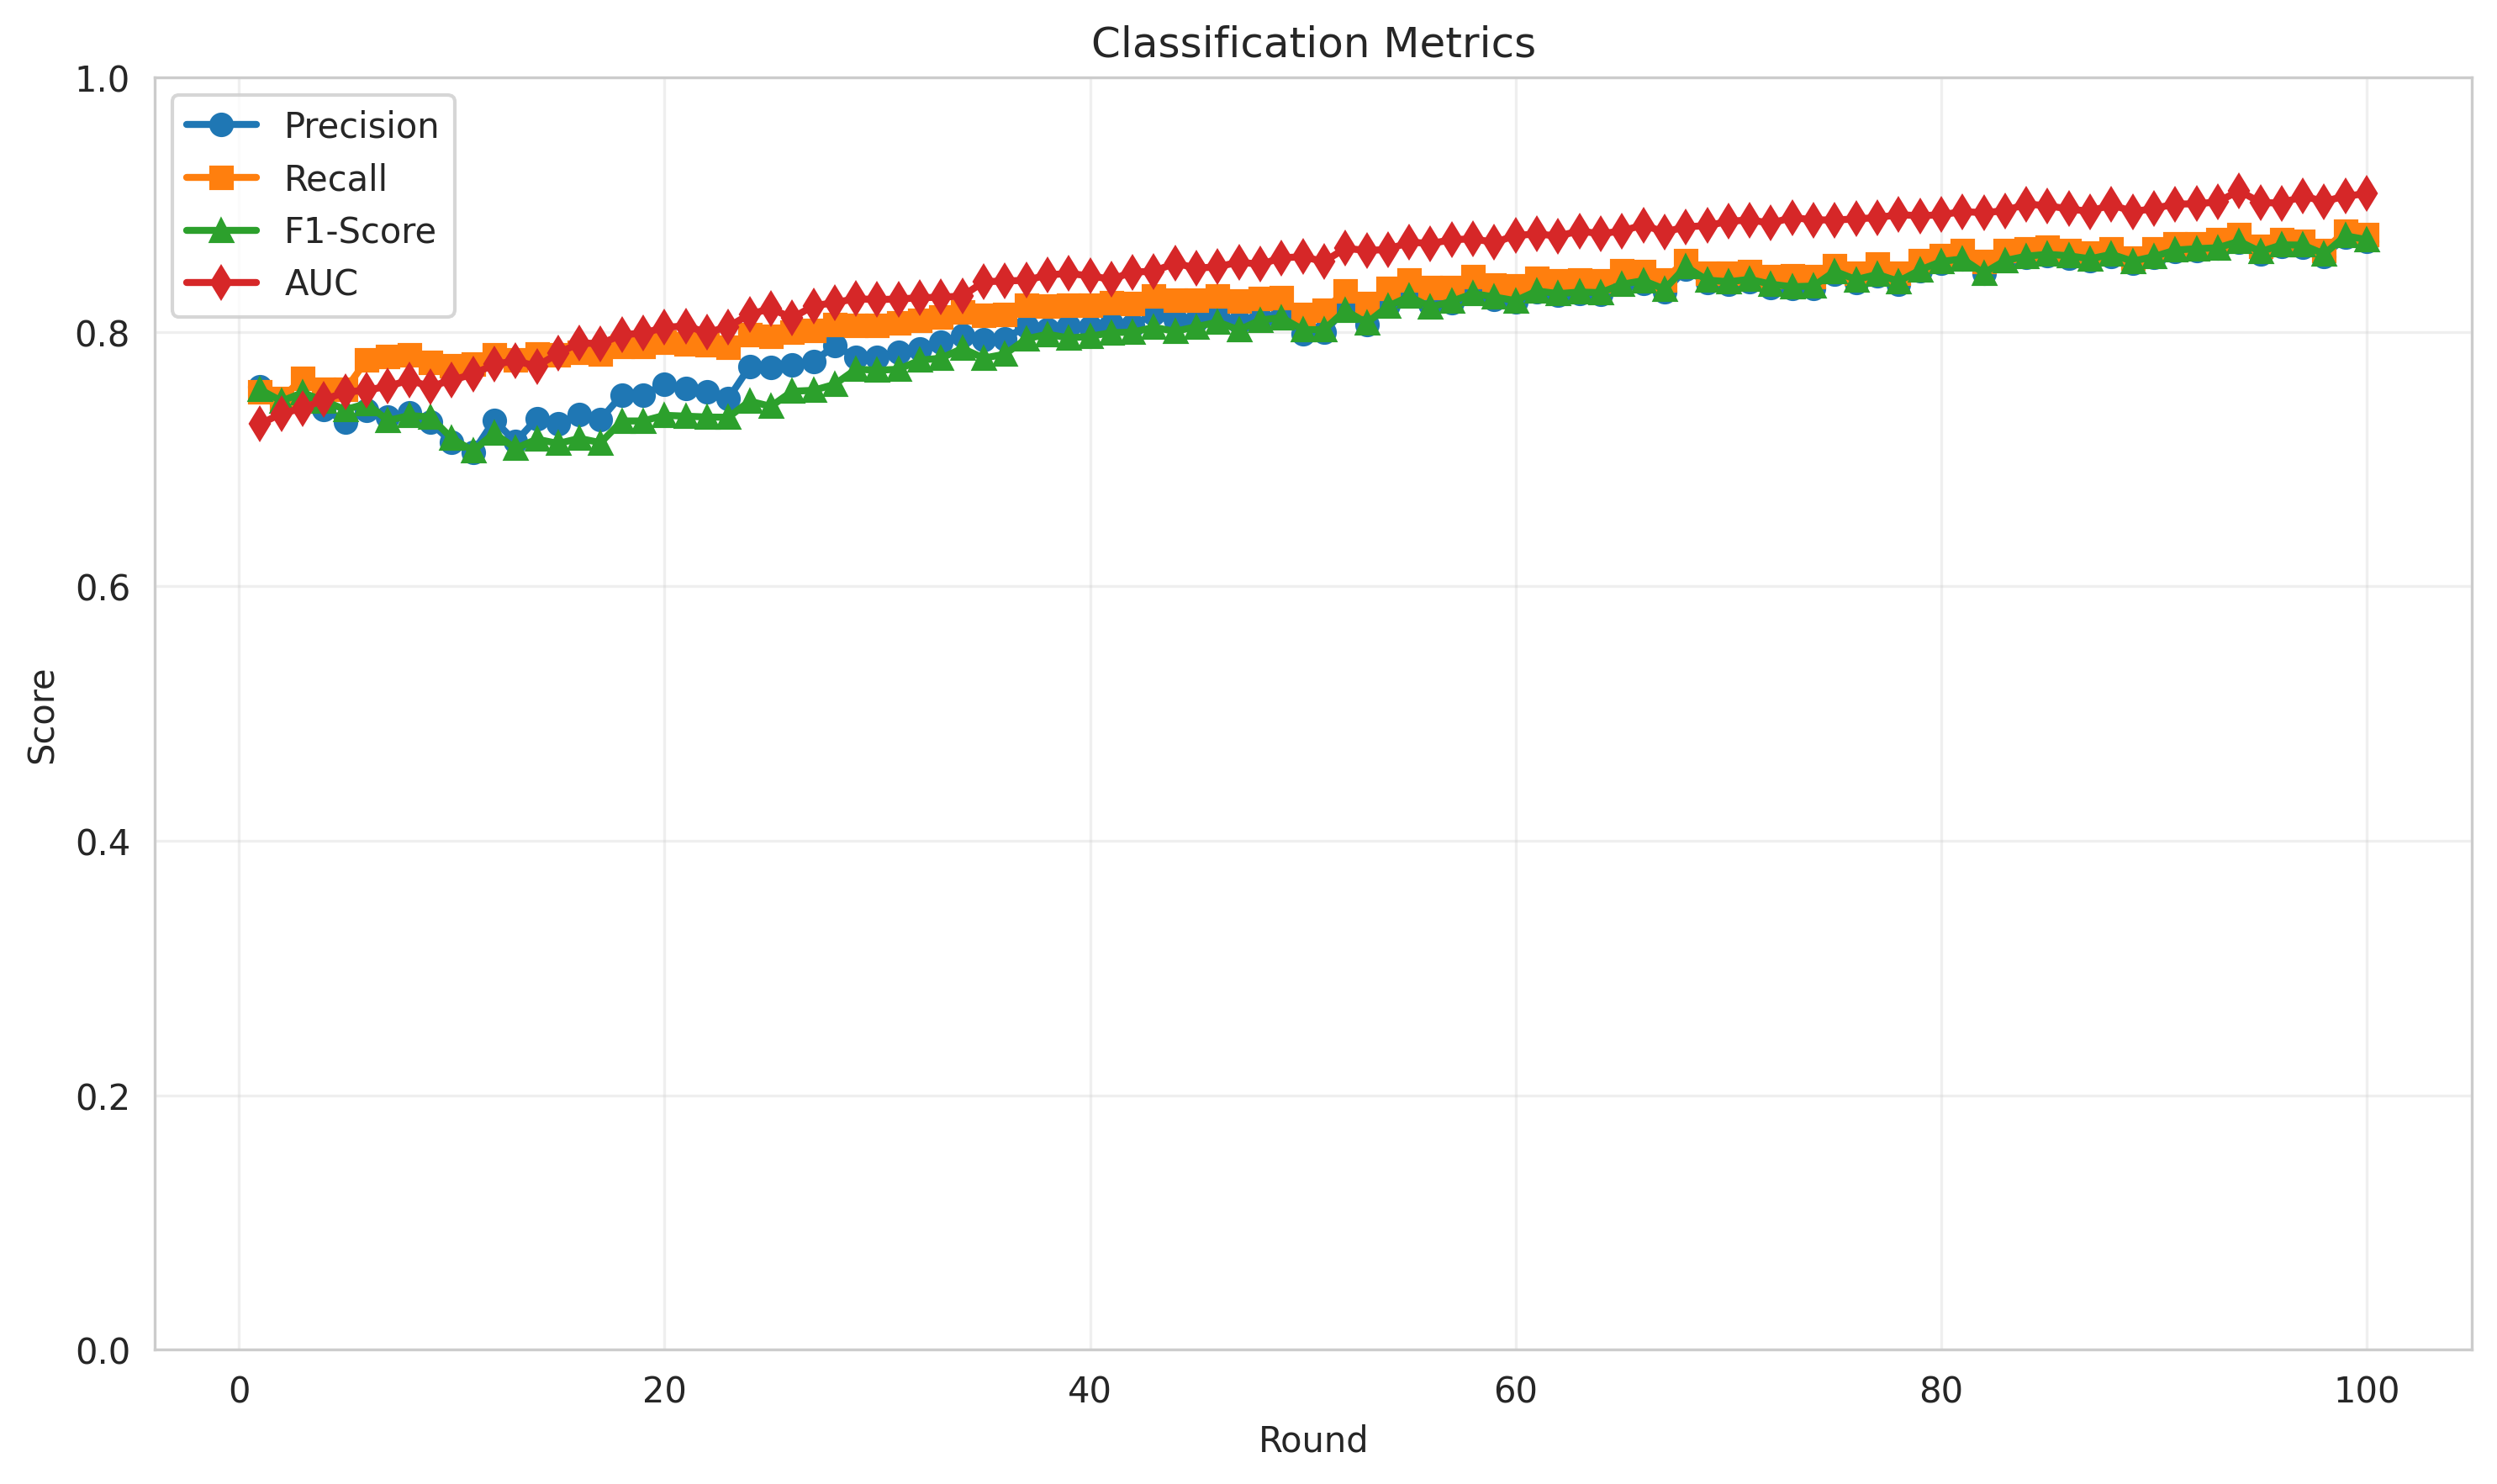 Classification Metrics
1.0
0.8
0.6
0.4
0.2
0.0
Score
Precision
Recall
F1-Score
AUC
0 20 40 60 80 100
Round